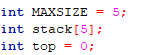 int MAXSIZE = 5;
int stack[5];
int top = 0;